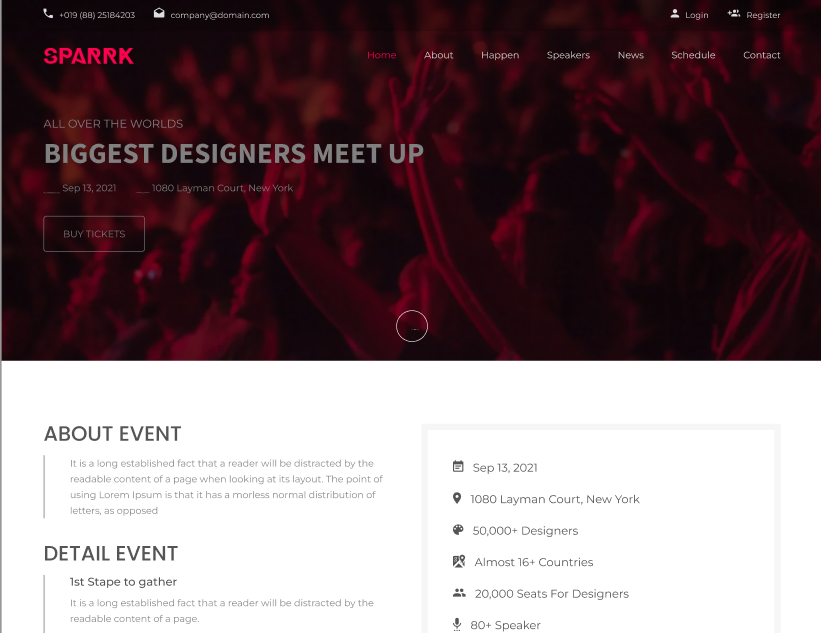 +019 (88) 25184203 company@domain.com Login Register
SPARRK Home About Happen Speakers News Schedule Contact
ALL OVER THE WORLDS
BIGGEST DESIGNERS MEET UP
Sep 13, 2021 1080 Layman Court, New York
BUY TICKETS
ABOUT EVENT
It is a long established fact that a reader will be distracted by the
readable content of a page when looking at its layout. The point of
using Lorem Ipsum is that it has a morless normal distribution of
letters, as opposed
DETAIL EVENT
1st Stape to gather
It is a long established fact that a reader will be distracted by the
readable content of a page.
Sep 13, 2021
1080 Layman Court, New York
50,000+ Designers
Almost 16+ Countries
20,000 Seats For Designers
80+ Speaker